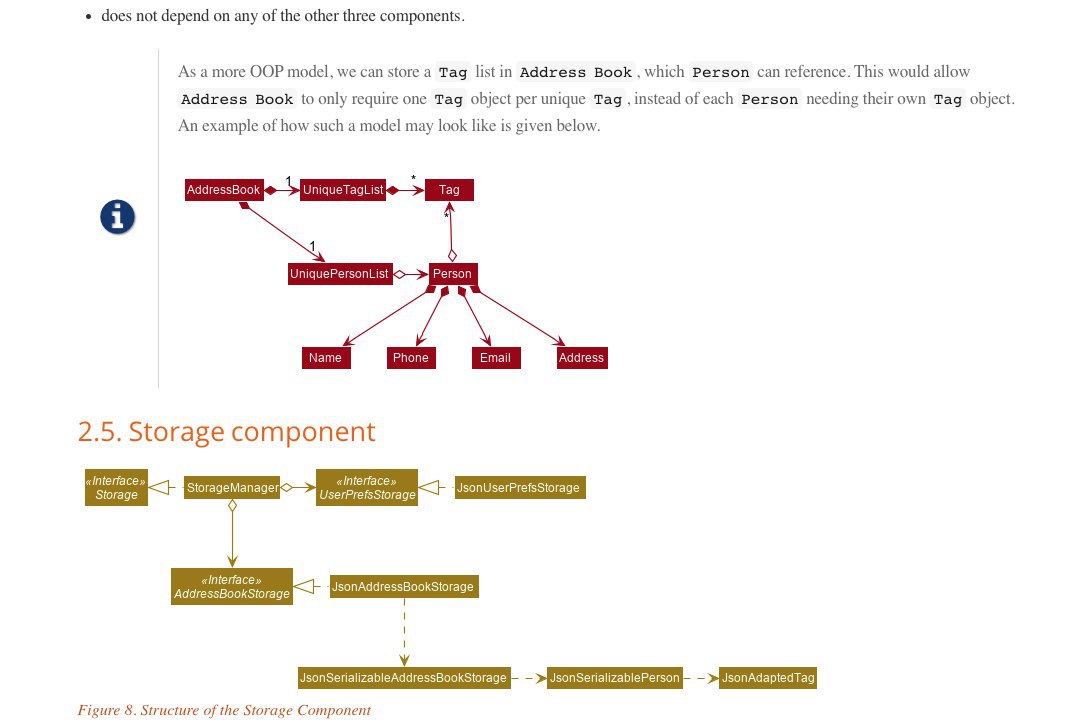 does not depend on any of the other three components.
As a more OOP model, we can store a Tag list in Address Book, which Person can reference. This would allow
Address Book to only require one Tag object per unique Tag, instead of each Person needing their own Tag object.
An example of how such a model may look like is given below.
AddressBook 1 UniqueTagList * Tag
*
1
UniquePersonList Person
Name Phone Email Address
2.5. Storage component
«Interface»
Storage
StorageManager
«Interface»
UserPrefsStorage
JsonUserPrefsStorage
«Interface»
AddressBookStorage
JsonAddressBookStorage
JsonSerializableAddressBookStorage JsonSerializablePerson JsonAdaptedTag
Figure 8. Structure of the Storage Component